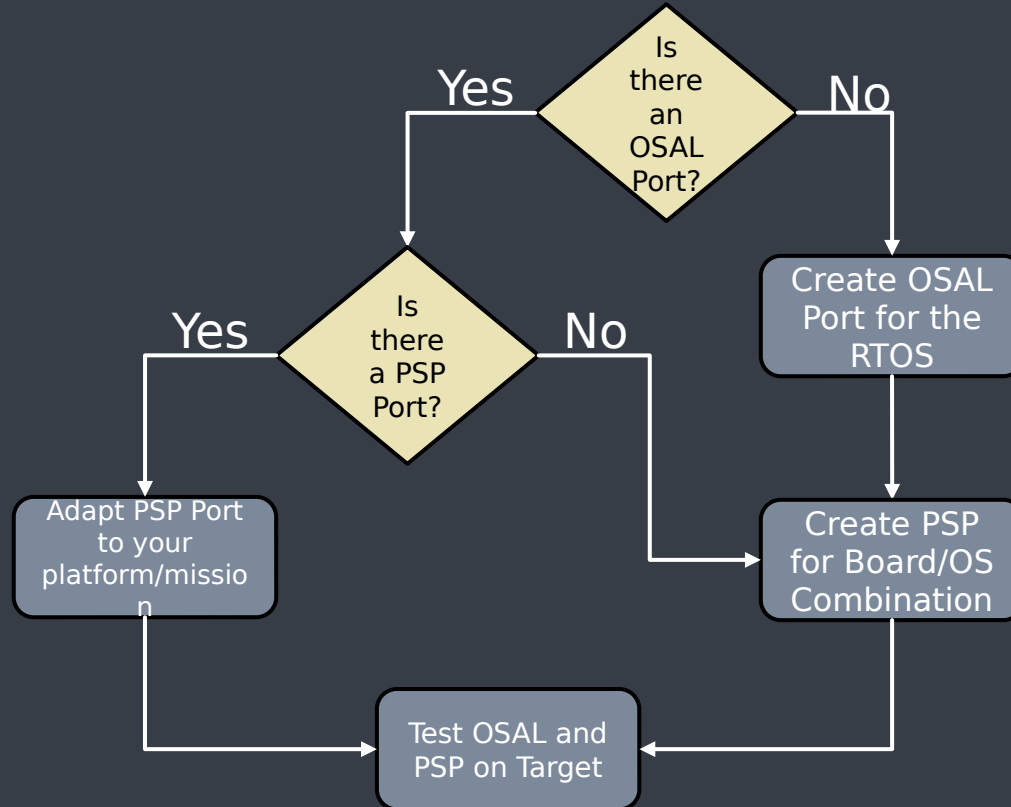 Is
there
an
OSAL
Port?
Yes
No
Is
there
a PSP
Port?
Yes
No
Create OSAL
Port for the
RTOS
Adapt PSP Port
to your
platform/missio
n
Create PSP
for Board/OS
Combination
Test OSAL and
PSP on Target